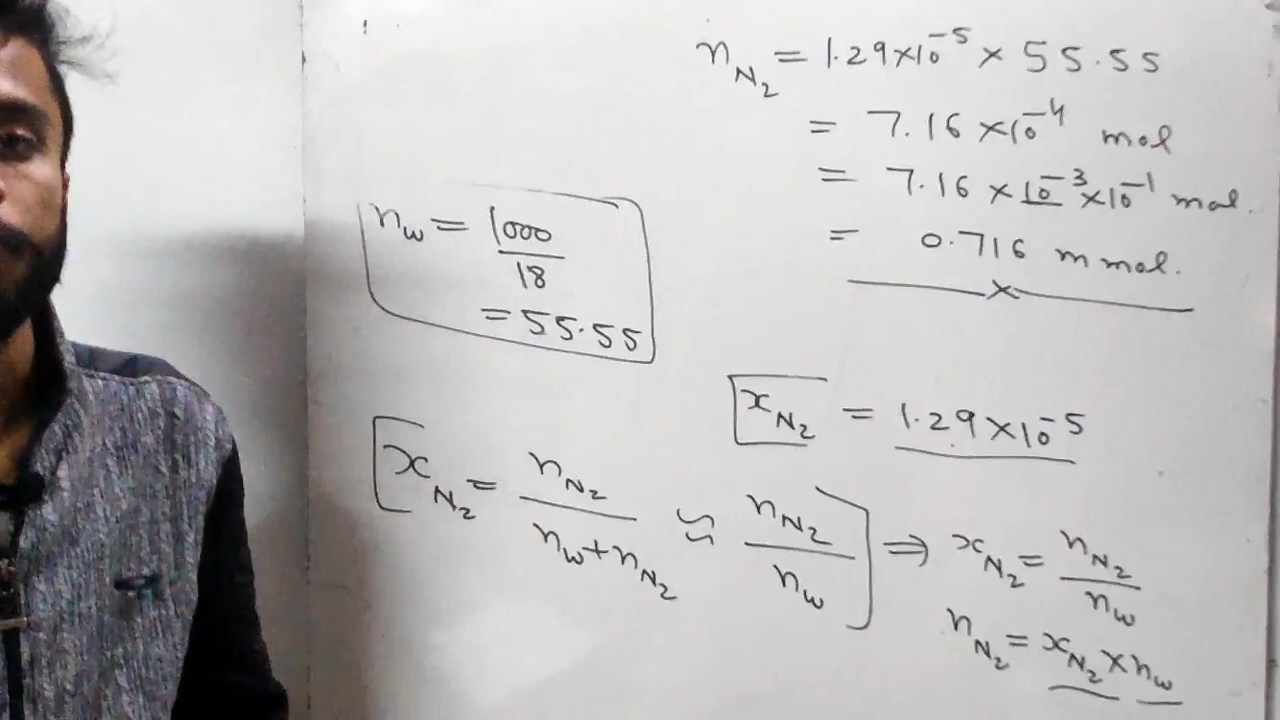 n_N₂ = 1.29×10⁻⁵ × 55.55
= 7.16 ×10⁻⁴ mol
= 7.16 × 10⁻³×10⁻¹ mol.
= 0.716 m mol.
n_w = 1000/18
= 55.55
x_N₂ = 1.29×10⁻⁵
[x_N₂ = n_N₂/(n_w+n_N₂) ≈ n_N₂/n_w] ⇒ x_N₂ = n_N₂/n_w
n_N₂ = x_N₂ × n_w